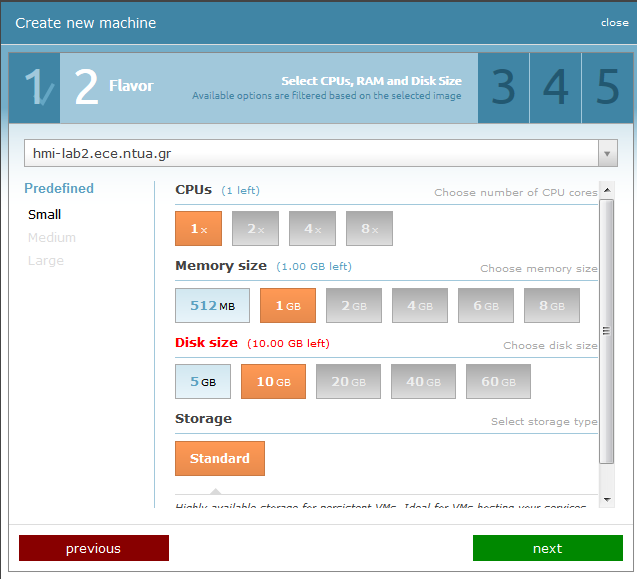 Create new machine close
1 2 Flavor Select CPUs, RAM and Disk Size 3 4 5
Available options are filtered based on the selected image
hmi-lab2.ece.ntua.gr
Predefined
Small
Medium
Large
CPUs (1 left) Choose number of CPU cores
1 x 2 x 4 x 8 x
Memory size (1.00 GB left) Choose memory size
512 MB 1 GB 2 GB 4 GB 6 GB 8 GB
Disk size (10.00 GB left) Choose disk size
5 GB 10 GB 20 GB 40 GB 60 GB
Storage Select storage type
Standard
Highly available storage for persistent VMs. Ideal for VMs hosting your services
previous next